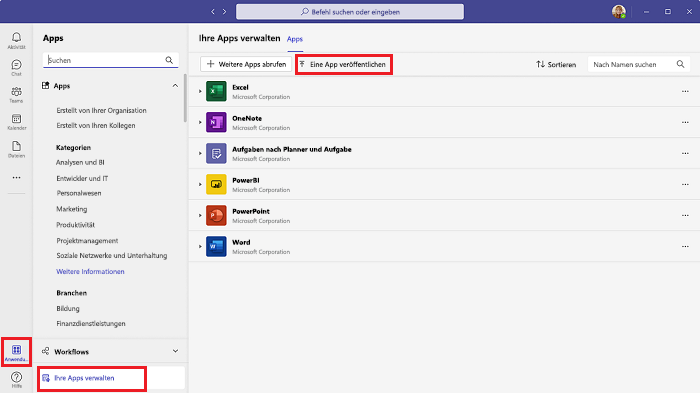 Befehl suchen oder eingeben
Aktivität
Chat
Teams
Kalender
Dateien
Anwendu...
Hilfe
Apps
Suchen
Apps
Erstellt von Ihrer Organisation
Erstellt von Ihren Kollegen
Kategorien
Analysen und BI
Entwickler und IT
Personalwesen
Marketing
Produktivität
Projektmanagement
Soziale Netzwerke und Unterhaltung
Weitere Informationen
Branchen
Bildung
Finanzdienstleistungen
Workflows
Ihre Apps verwalten
Ihre Apps verwalten Apps
Weitere Apps abrufen Eine App veröffentlichen Sortieren Nach Namen suchen
Excel
Microsoft Corporation
OneNote
Microsoft Corporation
Aufgaben nach Planner und Aufgabe
Microsoft Corporation
PowerBI
Microsoft Corporation
PowerPoint
Microsoft Corporation
Word
Microsoft Corporation